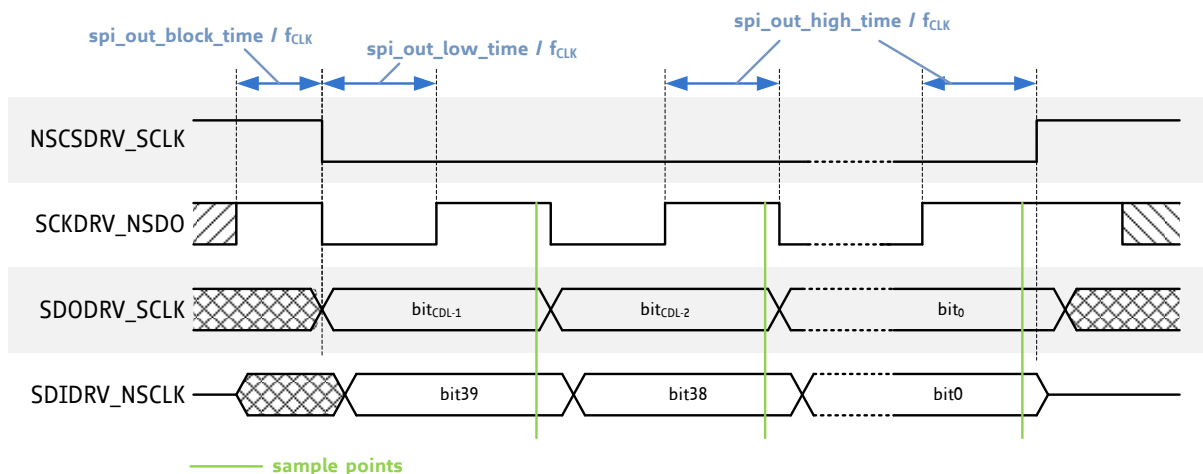 spi_out_block_time / fCLK
spi_out_low_time / fCLK
spi_out_high_time / fCLK
NSCSDRV_SCLK
SCKDRV_NSDO
SDODRV_SCLK
bitCDL-1
bitCDL-2
bit0
SDIDRV_NSCLK
bit39
bit38
bit0
sample points